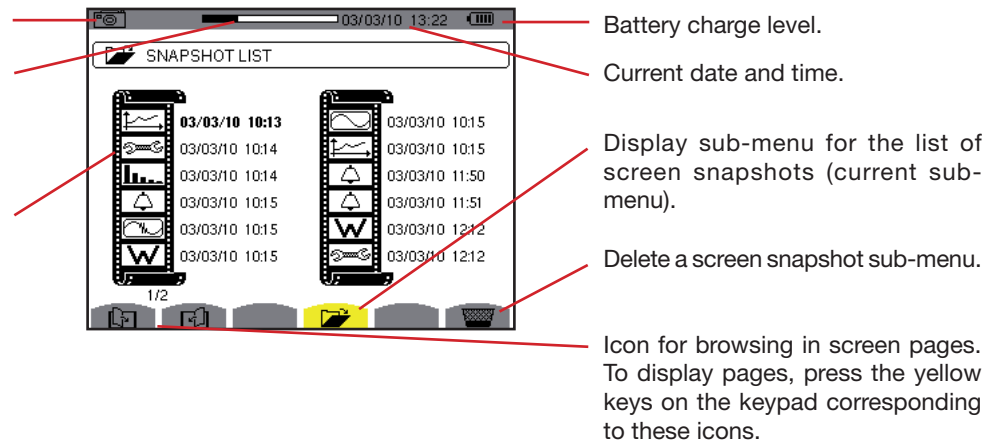 03/03/10 13:22
SNAPSHOT LIST
03/03/10 10:13
03/03/10 10:14
03/03/10 10:14
03/03/10 10:15
03/03/10 10:15
03/03/10 10:15
03/03/10 10:15
03/03/10 10:15
03/03/10 11:50
03/03/10 11:51
03/03/10 12:12
03/03/10 12:12
1/2
Battery charge level.
Current date and time.
Display sub-menu for the list of
screen snapshots (current sub-
menu).
Delete a screen snapshot sub-menu.
Icon for browsing in screen pages.
To display pages, press the yellow
keys on the keypad corresponding
to these icons.